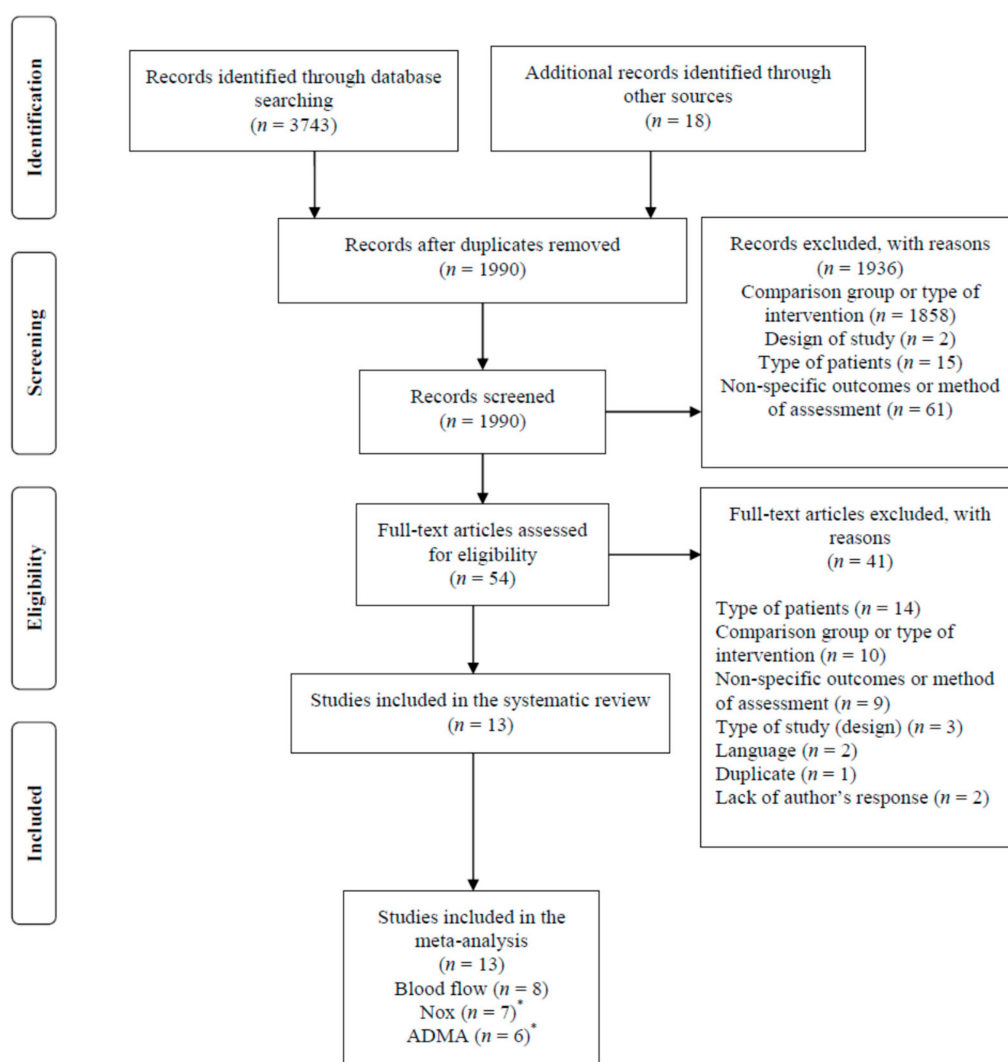 Identification
Records identified through database
searching
(n = 3743)
Additional records identified through
other sources
(n = 18)
Screening
Records after duplicates removed
(n = 1990)
Records screened
(n = 1990)
Records excluded, with reasons
(n = 1936)
Comparison group or type of
intervention (n = 1858)
Design of study (n = 2)
Type of patients (n = 15)
Non-specific outcomes or method
of assessment (n = 61)
Eligibility
Full-text articles assessed
for eligibility
(n = 54)
Full-text articles excluded, with
reasons
(n = 41)
Type of patients (n = 14)
Comparison group or type of
intervention (n = 10)
Non-specific outcomes or method
of assessment (n = 9)
Type of study (design) (n = 3)
Language (n = 2)
Duplicate (n = 1)
Lack of author’s response (n = 2)
Studies included in the systematic review
(n = 13)
Included
Studies included in the
meta-analysis
(n = 13)
Blood flow (n = 8)
Nox (n = 7)*
ADMA (n = 6)*